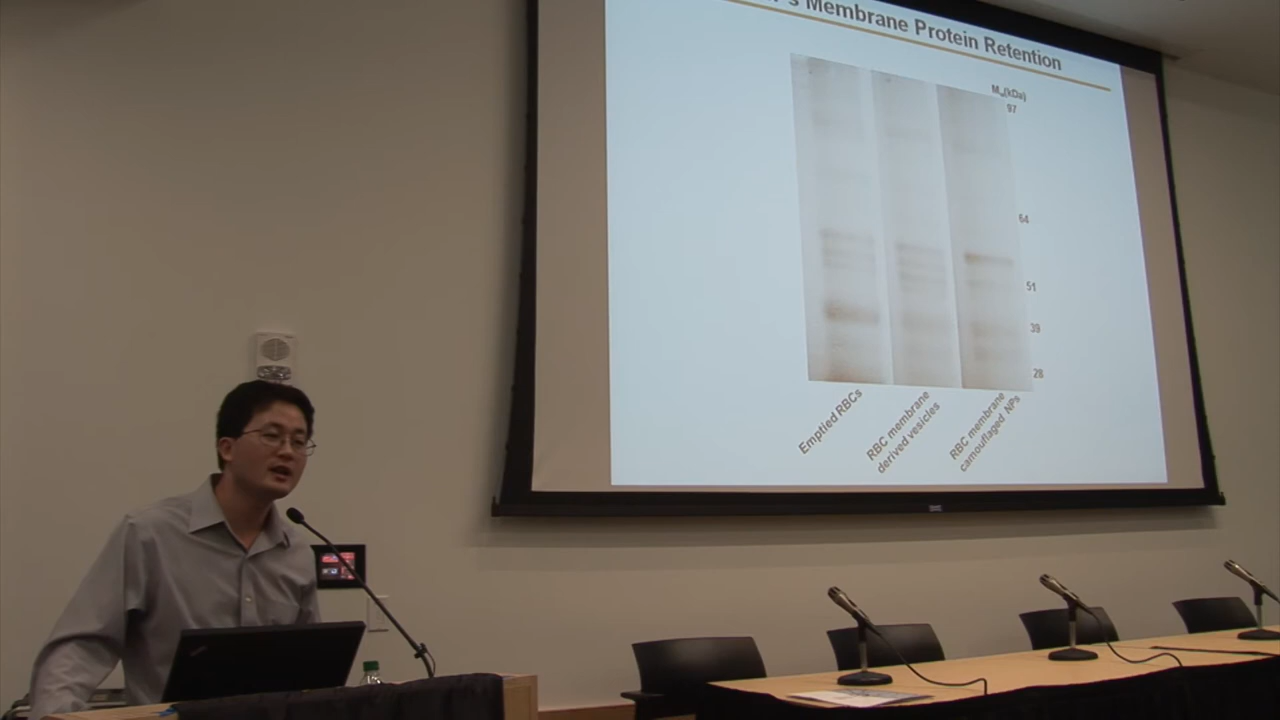 's Membrane Protein Retention
Mw(kDa)
97
64
51
39
28
Emptied RBCs
RBC membrane
derived vesicles
RBC membrane
camouflaged NPs